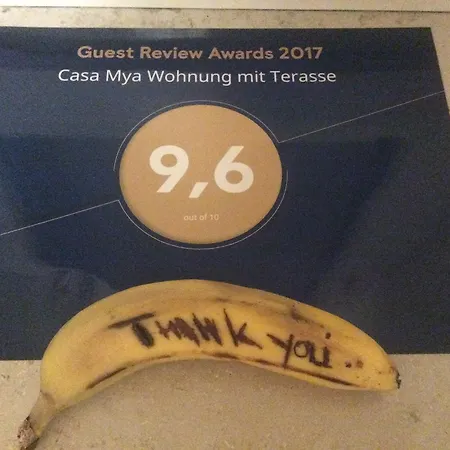 Guest Review Awards 2017
Casa Mya Wohnung mit Terasse
9,6
out of 10
THANK YOU..